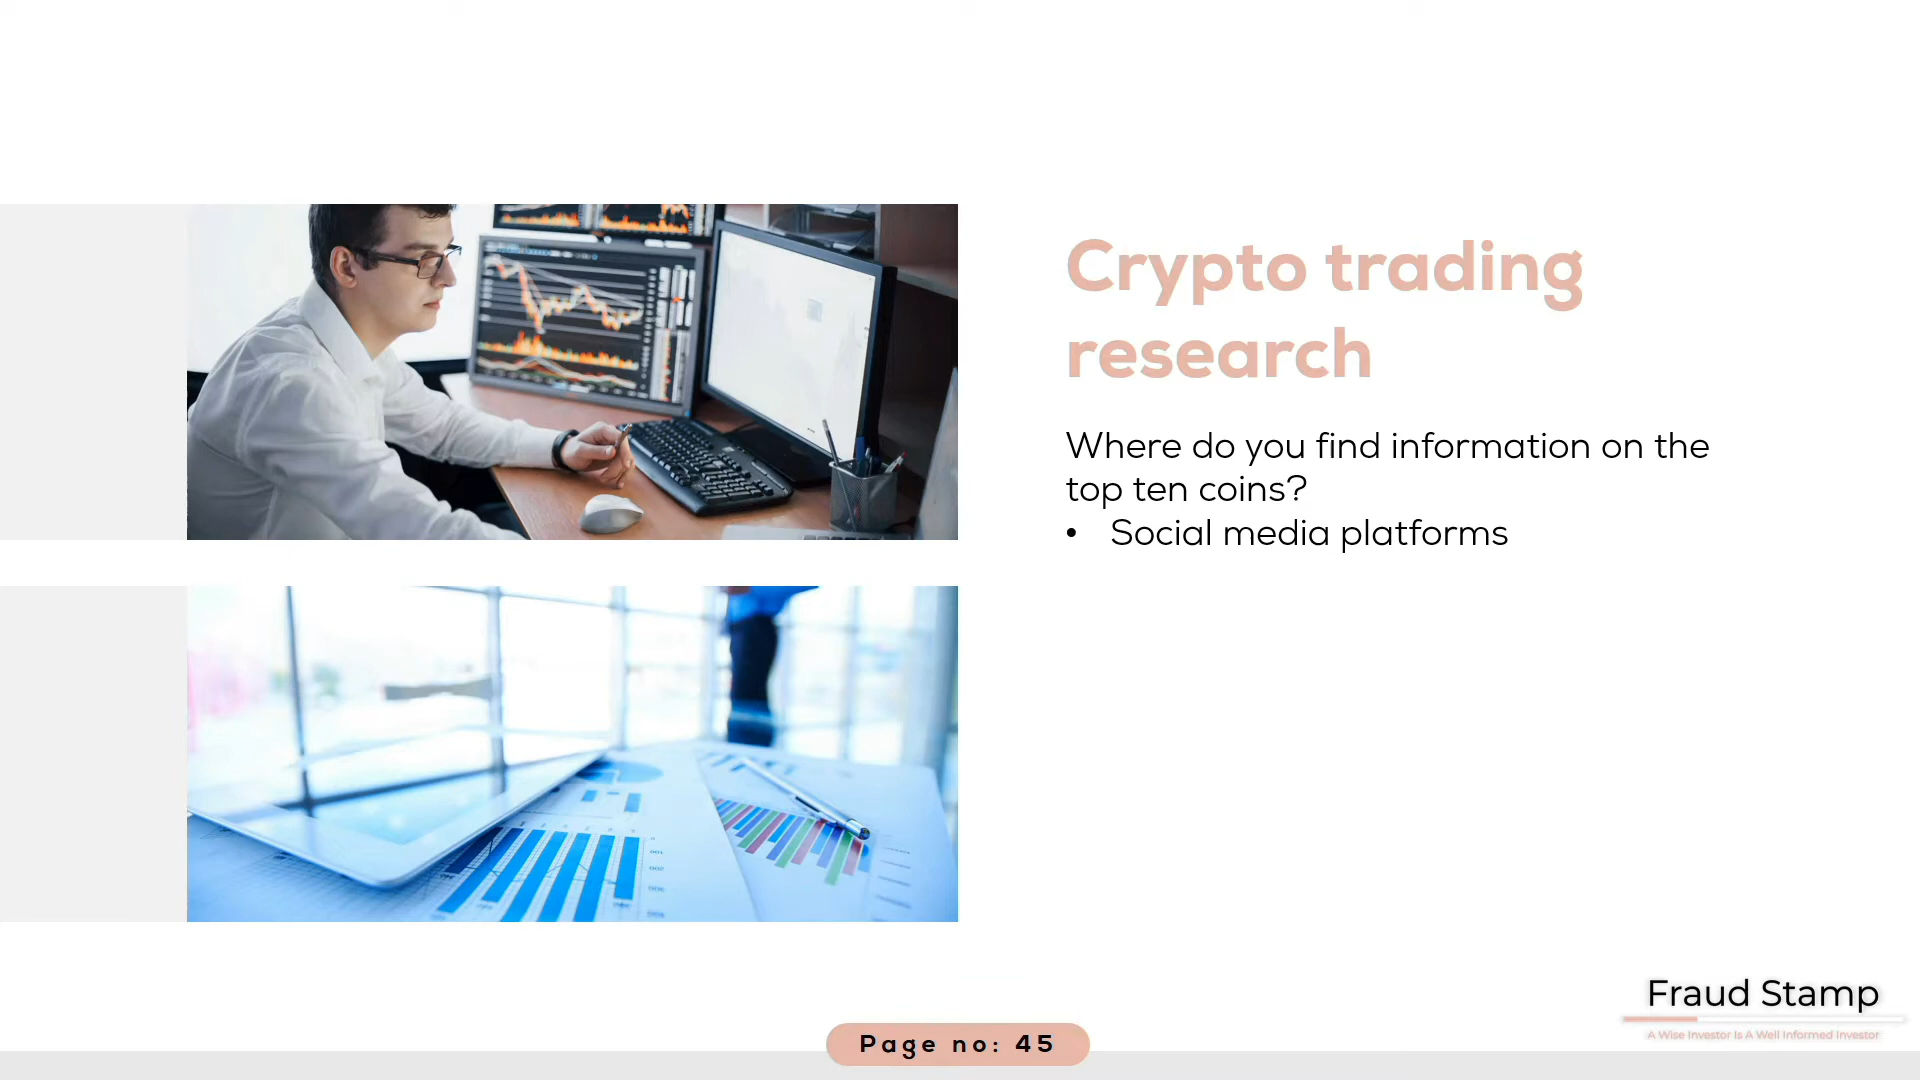 Crypto trading
research
Where do you find information on the
top ten coins?
• Social media platforms
Fraud Stamp
A Wise Investor Is A Well Informed Investor
Page no: 45